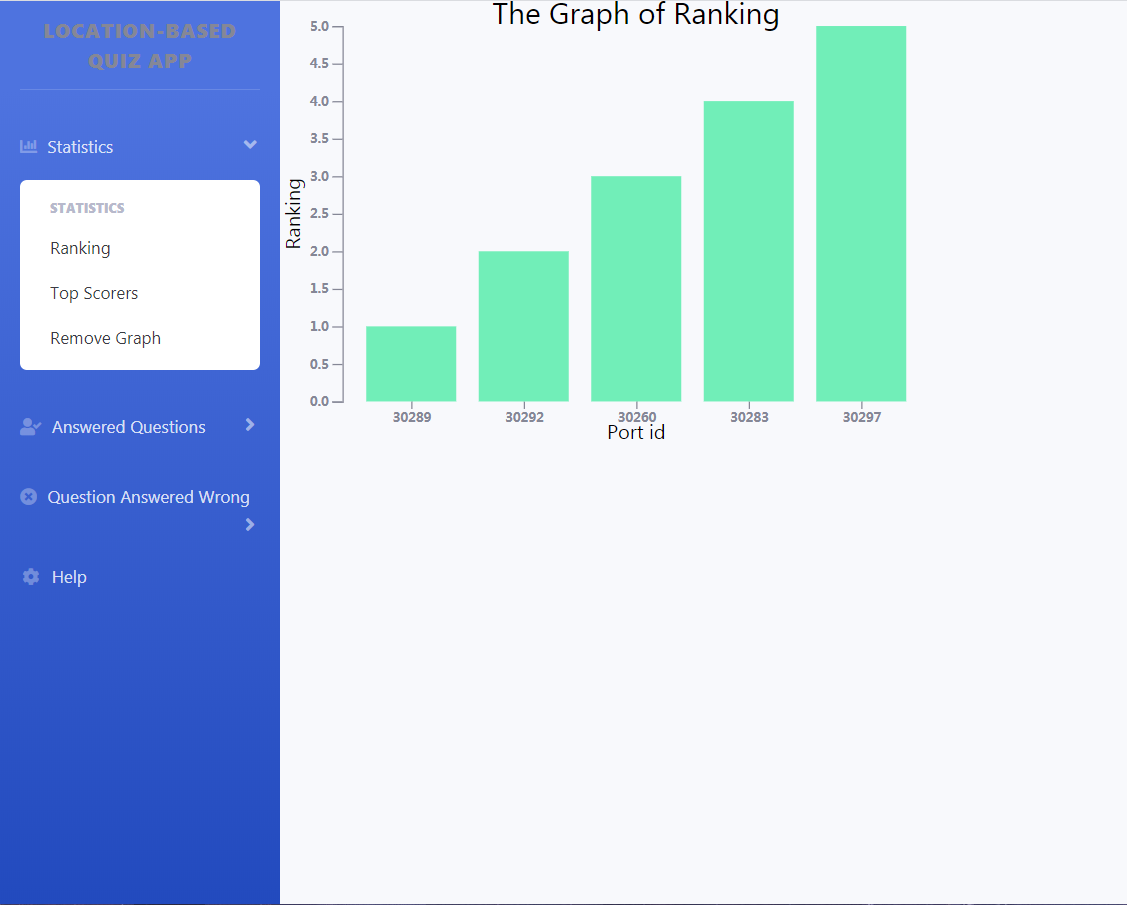 LOCATION-BASED
QUIZ APP
Statistics
STATISTICS
Ranking
Top Scorers
Remove Graph
Answered Questions
Question Answered Wrong
Help
The Graph of Ranking
5.0
4.5
4.0
3.5
3.0
2.5
2.0
1.5
1.0
0.5
0.0
Ranking
30289 30292 30260 30283 30297
Port id